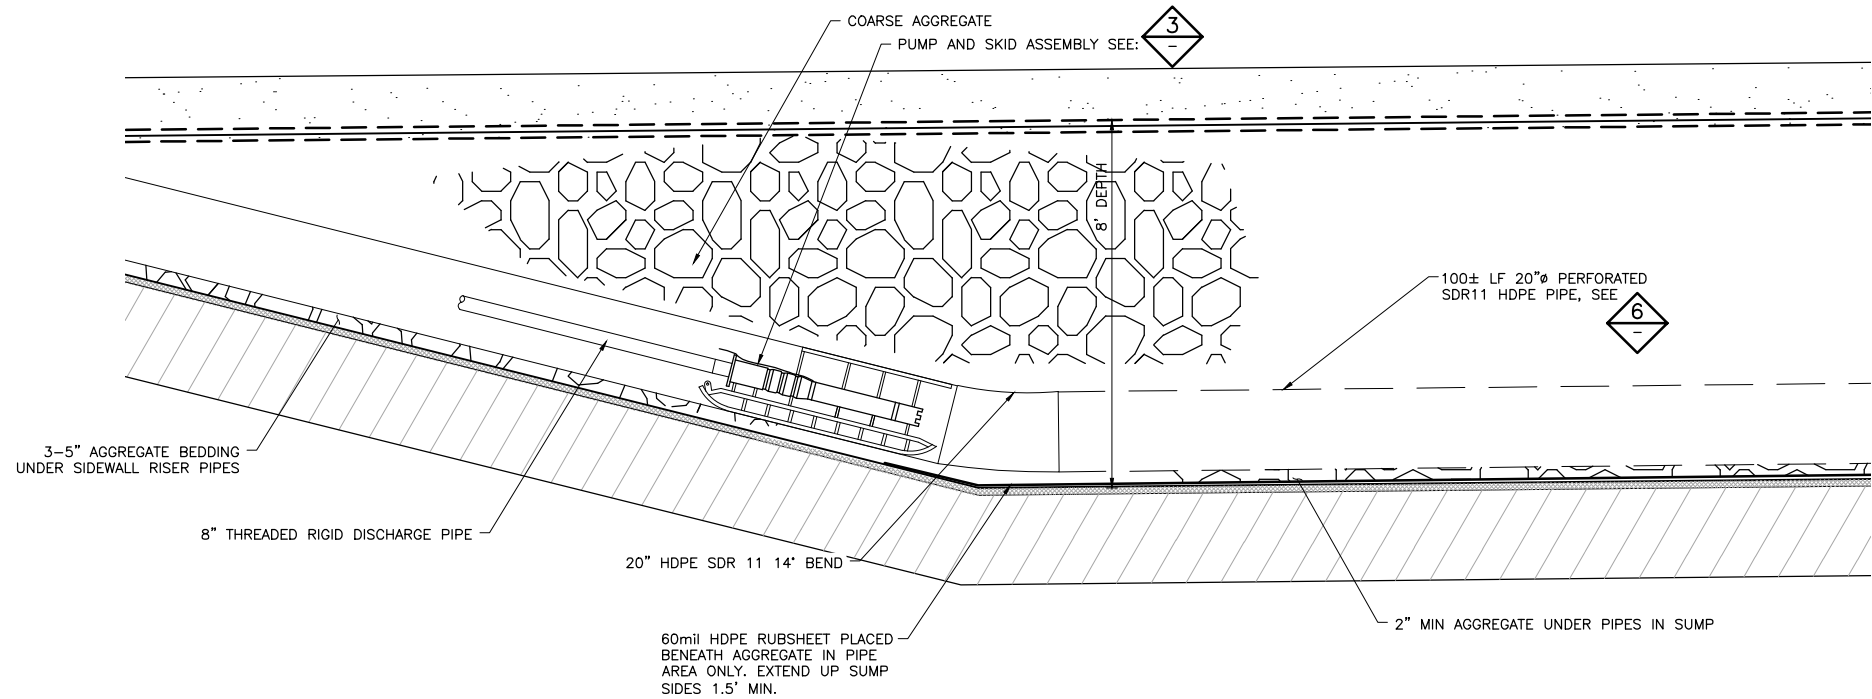 COARSE AGGREGATE
PUMP AND SKID ASSEMBLY SEE:
3
-
8' DEPTH
100± LF 20"ø PERFORATED
SDR11 HDPE PIPE, SEE
6
-
3-5" AGGREGATE BEDDING
UNDER SIDEWALL RISER PIPES
8" THREADED RIGID DISCHARGE PIPE
20" HDPE SDR 11 14° BEND
60mil HDPE RUBSHEET PLACED
BENEATH AGGREGATE IN PIPE
AREA ONLY. EXTEND UP SUMP
SIDES 1.5' MIN.
2" MIN AGGREGATE UNDER PIPES IN SUMP